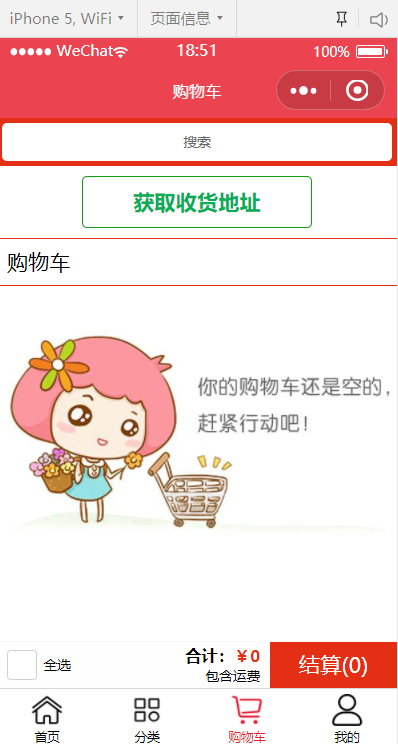 iPhone 5, WiFi 页面信息
WeChat 18:51 100%
购物车
搜索
获取收货地址
购物车
你的购物车还是空的,
赶紧行动吧!
全选 合计: ￥0 结算(0)
包含运费
首页 分类 购物车 我的